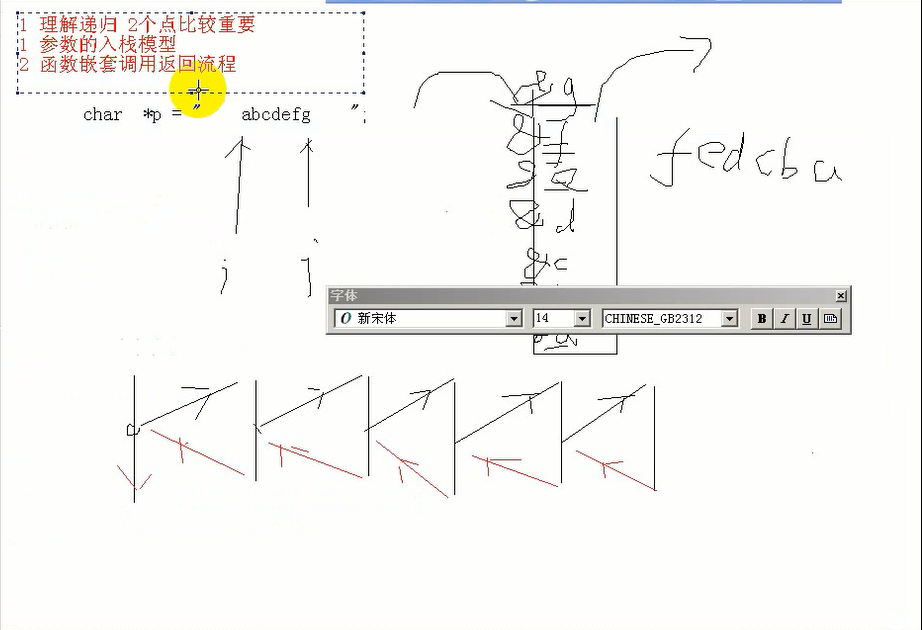 1 理解递归 2个点比较重要
1 参数的入栈模型
2 函数嵌套调用返回流程
char *p = " abcdefg ";
fedcba
字体
新宋体 14 CHINESE_GB2312 B I U